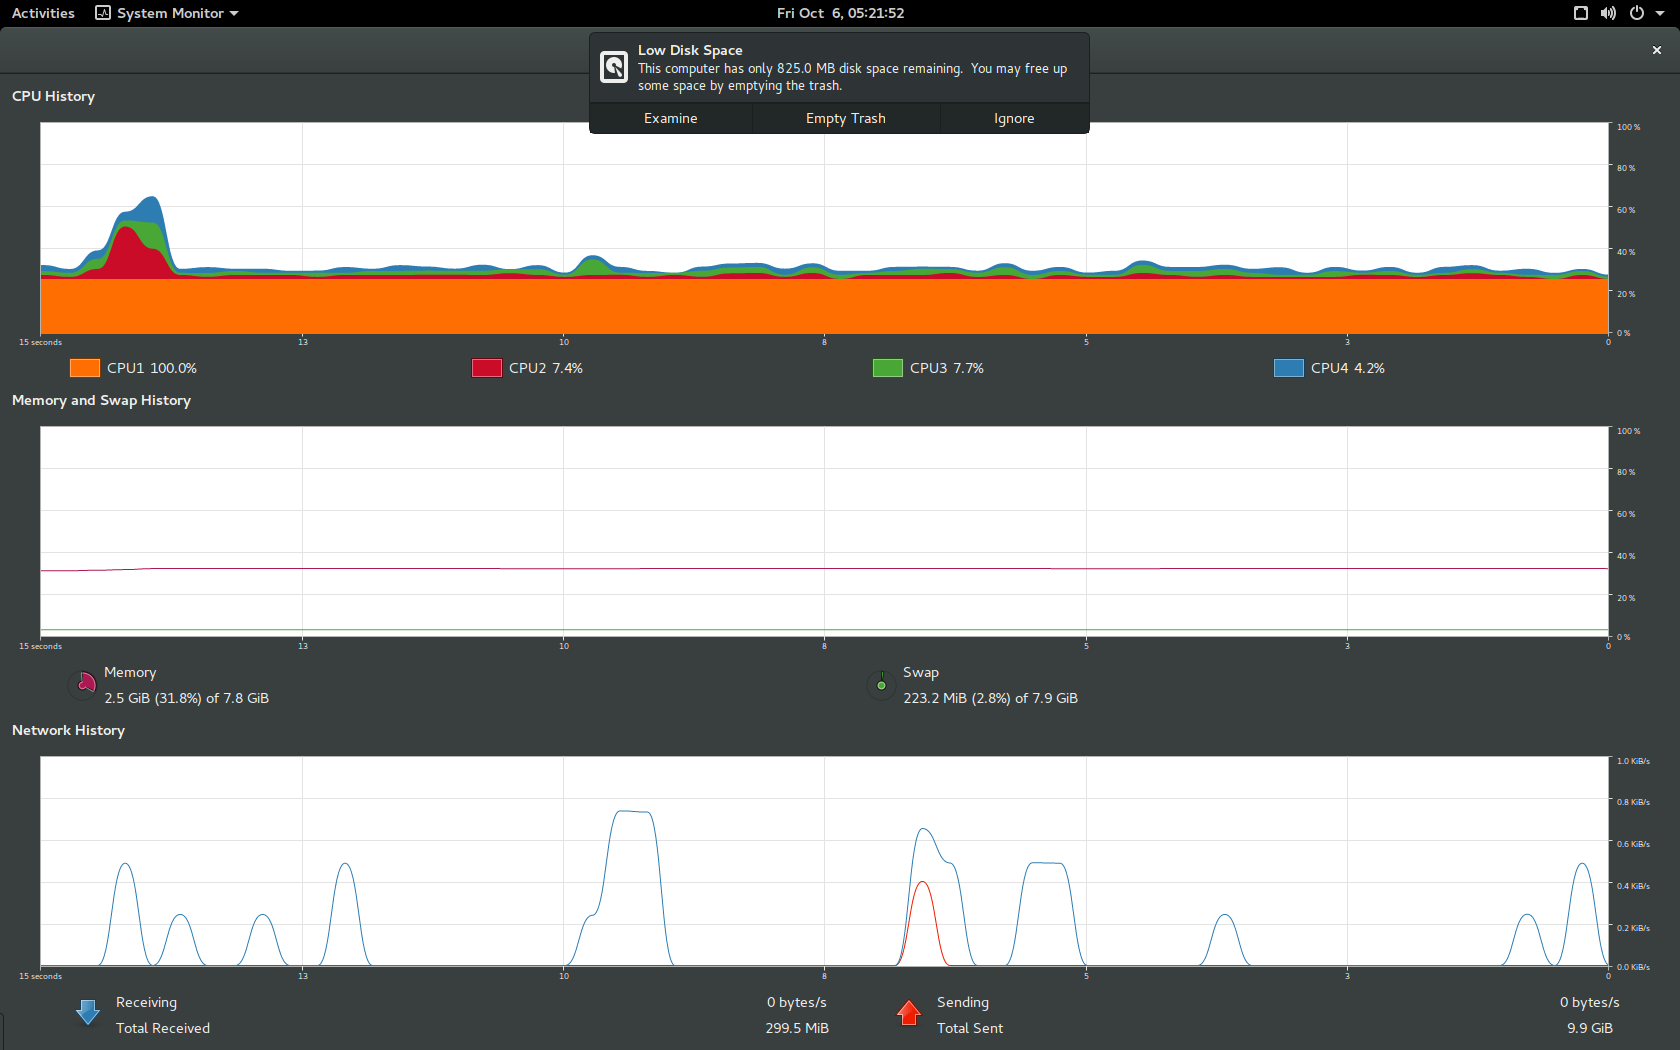 Activities System Monitor Fri Oct 6, 05:21:52
Low Disk Space
This computer has only 825.0 MB disk space remaining. You may free up
some space by emptying the trash.
Examine Empty Trash Ignore
CPU History
100 %
80 %
60 %
40 %
20 %
0 %
15 seconds 13 10 8 5 3 0
CPU1 100.0% CPU2 7.4% CPU3 7.7% CPU4 4.2%
Memory and Swap History
100 %
80 %
60 %
40 %
20 %
0 %
15 seconds 13 10 8 5 3 0
Memory Swap
2.5 GiB (31.8%) of 7.8 GiB 223.2 MiB (2.8%) of 7.9 GiB
Network History
1.0 KiB/s
0.8 KiB/s
0.6 KiB/s
0.4 KiB/s
0.2 KiB/s
0.0 KiB/s
15 seconds 13 10 8 5 3 0
Receiving 0 bytes/s Sending 0 bytes/s
Total Received 299.5 MiB Total Sent 9.9 GiB